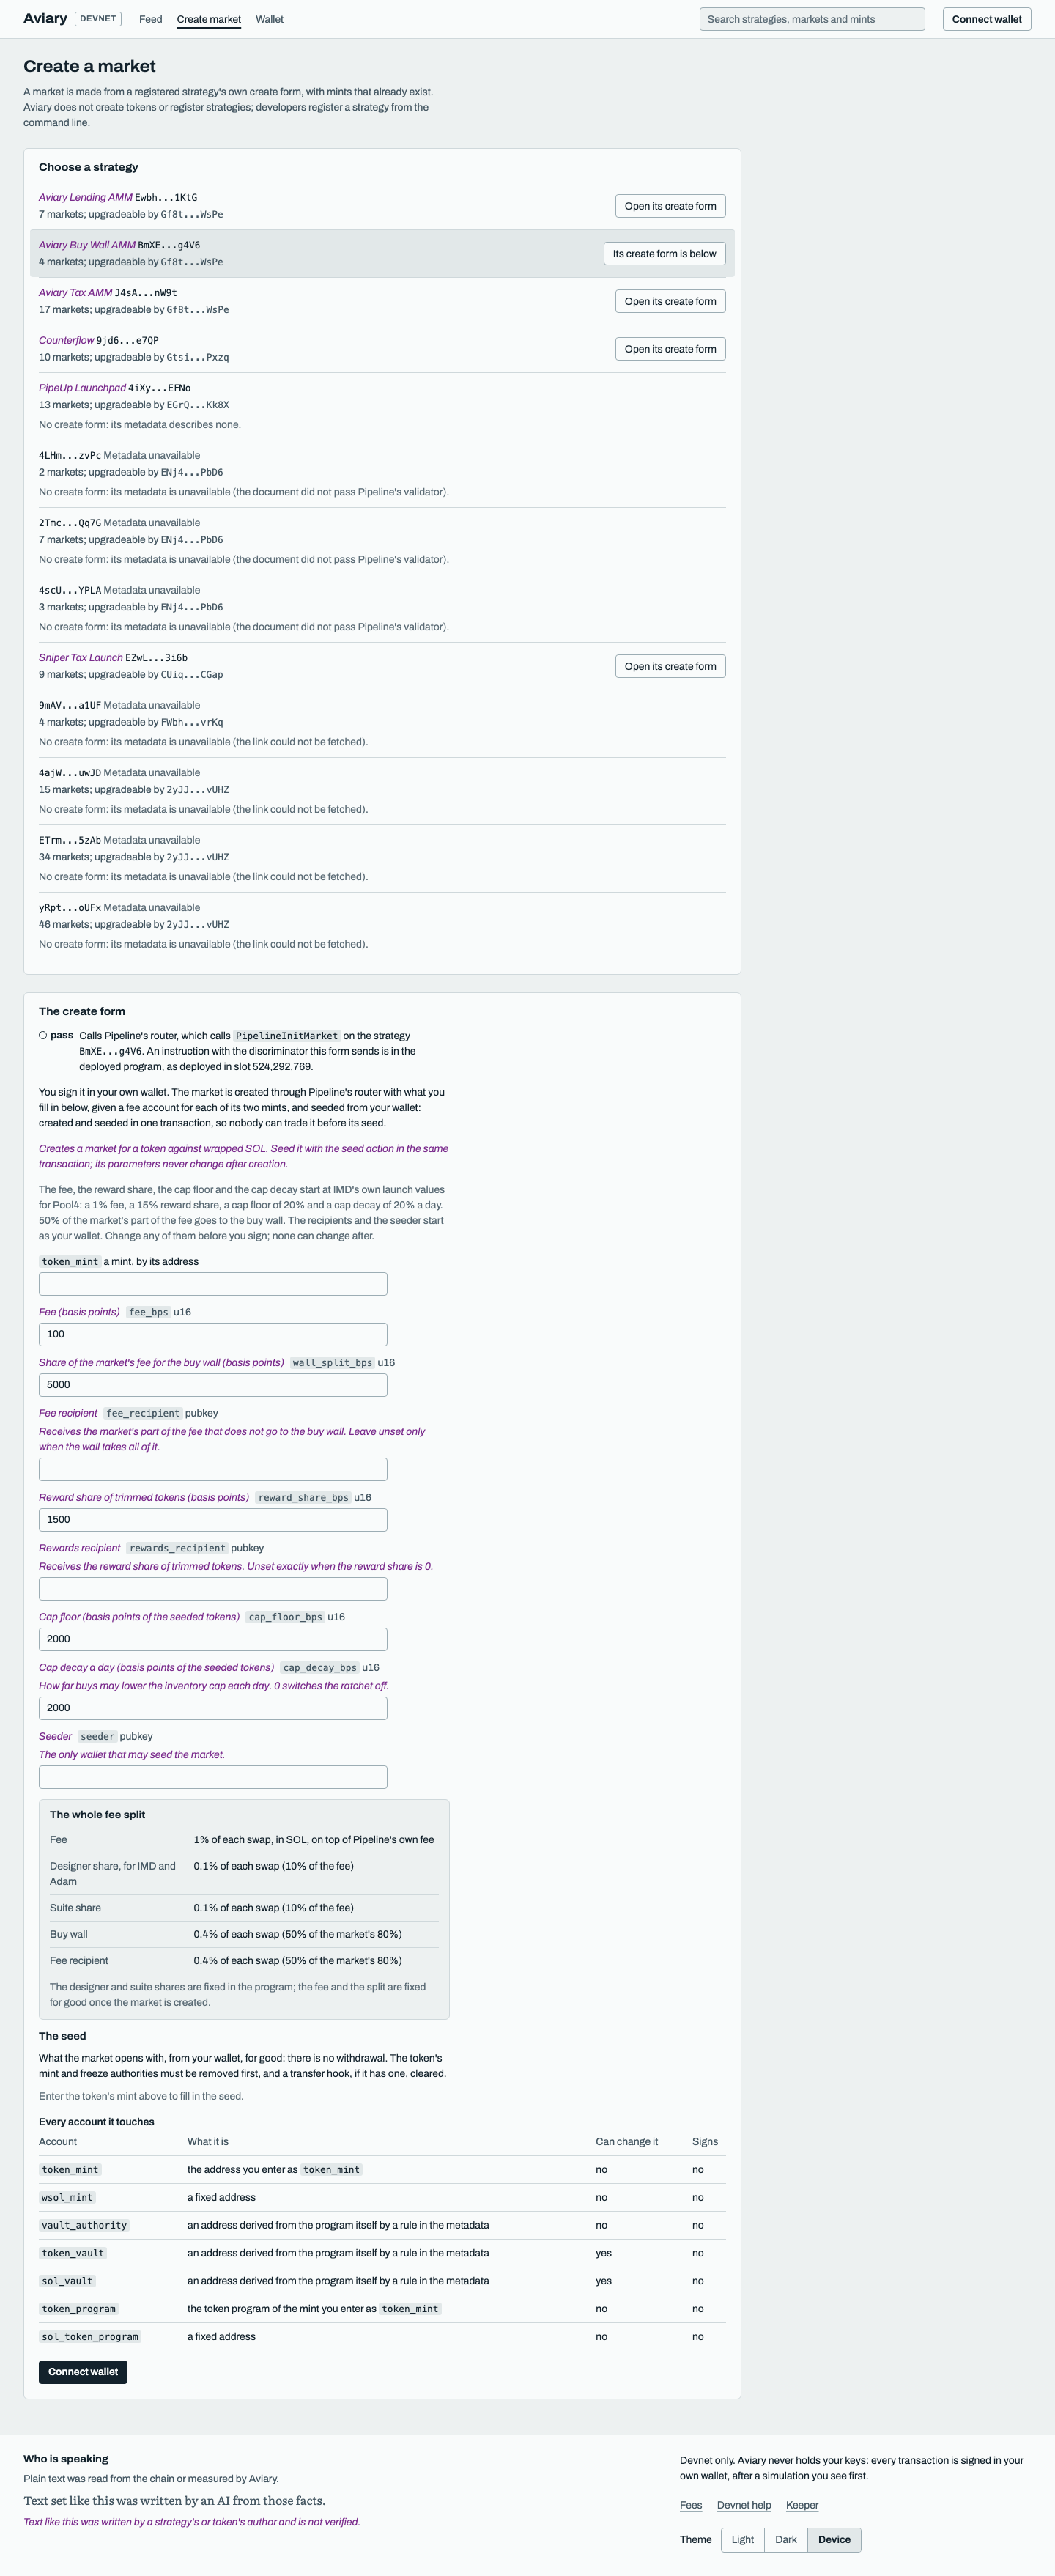 Aviary DEVNET Feed Create market Wallet Search strategies, markets and mints Connect wallet
Create a market
A market is made from a registered strategy's own create form, with mints that already exist.
Aviary does not create tokens or register strategies; developers register a strategy from the
command line.
Choose a strategy
Aviary Lending AMM Ewbh...1KtG
7 markets; upgradeable by Gf8t...WsPe
Open its create form
Aviary Buy Wall AMM BmXE...g4V6
4 markets; upgradeable by Gf8t...WsPe
Its create form is below
Aviary Tax AMM J4sA...nW9t
17 markets; upgradeable by Gf8t...WsPe
Open its create form
Counterflow 9jd6...e7QP
10 markets; upgradeable by Gtsi...Pxzq
Open its create form
PipeUp Launchpad 4iXy...EFNo
13 markets; upgradeable by EGrQ...Kk8X
No create form: its metadata describes none.
4LHm...zvPc Metadata unavailable
2 markets; upgradeable by ENj4...PbD6
No create form: its metadata is unavailable (the document did not pass Pipeline's validator).
2Tmc...Qq7G Metadata unavailable
7 markets; upgradeable by ENj4...PbD6
No create form: its metadata is unavailable (the document did not pass Pipeline's validator).
4scU...YPLA Metadata unavailable
3 markets; upgradeable by ENj4...PbD6
No create form: its metadata is unavailable (the document did not pass Pipeline's validator).
Sniper Tax Launch EZwL...3i6b
9 markets; upgradeable by CUiq...CGap
Open its create form
9mAV...a1UF Metadata unavailable
4 markets; upgradeable by FWbh...vrKq
No create form: its metadata is unavailable (the link could not be fetched).
4ajW...uwJD Metadata unavailable
15 markets; upgradeable by 2yJJ...vUHZ
No create form: its metadata is unavailable (the link could not be fetched).
ETrm...5zAb Metadata unavailable
34 markets; upgradeable by 2yJJ...vUHZ
No create form: its metadata is unavailable (the link could not be fetched).
yRpt...oUFx Metadata unavailable
46 markets; upgradeable by 2yJJ...vUHZ
No create form: its metadata is unavailable (the link could not be fetched).
The create form
pass Calls Pipeline's router, which calls PipelineInitMarket on the strategy
BmXE...g4V6. An instruction with the discriminator this form sends is in the
deployed program, as deployed in slot 524,292,769.
You sign it in your own wallet. The market is created through Pipeline's router with what you
fill in below, given a fee account for each of its two mints, and seeded from your wallet:
created and seeded in one transaction, so nobody can trade it before its seed.
Creates a market for a token against wrapped SOL. Seed it with the seed action in the same
transaction; its parameters never change after creation.
The fee, the reward share, the cap floor and the cap decay start at IMD's own launch values
for Pool4: a 1% fee, a 15% reward share, a cap floor of 20% and a cap decay of 20% a day.
50% of the market's part of the fee goes to the buy wall. The recipients and the seeder start
as your wallet. Change any of them before you sign; none can change after.
token_mint a mint, by its address
Fee (basis points) fee_bps u16
100
Share of the market's fee for the buy wall (basis points) wall_split_bps u16
5000
Fee recipient fee_recipient pubkey
Receives the market's part of the fee that does not go to the buy wall. Leave unset only
when the wall takes all of it.
Reward share of trimmed tokens (basis points) reward_share_bps u16
1500
Rewards recipient rewards_recipient pubkey
Receives the reward share of trimmed tokens. Unset exactly when the reward share is 0.
Cap floor (basis points of the seeded tokens) cap_floor_bps u16
2000
Cap decay a day (basis points of the seeded tokens) cap_decay_bps u16
How far buys may lower the inventory cap each day. 0 switches the ratchet off.
2000
Seeder seeder pubkey
The only wallet that may seed the market.
The whole fee split
Fee 1% of each swap, in SOL, on top of Pipeline's own fee
Designer share, for IMD and 0.1% of each swap (10% of the fee)
Adam
Suite share 0.1% of each swap (10% of the fee)
Buy wall 0.4% of each swap (50% of the market's 80%)
Fee recipient 0.4% of each swap (50% of the market's 80%)
The designer and suite shares are fixed in the program; the fee and the split are fixed
for good once the market is created.
The seed
What the market opens with, from your wallet, for good: there is no withdrawal. The token's
mint and freeze authorities must be removed first, and a transfer hook, if it has one, cleared.
Enter the token's mint above to fill in the seed.
Every account it touches
Account What it is Can change it Signs
token_mint the address you enter as token_mint no no
wsol_mint a fixed address no no
vault_authority an address derived from the program itself by a rule in the metadata no no
token_vault an address derived from the program itself by a rule in the metadata yes no
sol_vault an address derived from the program itself by a rule in the metadata yes no
token_program the token program of the mint you enter as token_mint no no
sol_token_program a fixed address no no
Connect wallet
Who is speaking
Plain text was read from the chain or measured by Aviary.
Text set like this was written by an AI from those facts.
Text like this was written by a strategy's or token's author and is not verified.
Devnet only. Aviary never holds your keys: every transaction is signed in your
own wallet, after a simulation you see first.
Fees Devnet help Keeper
Theme Light Dark Device